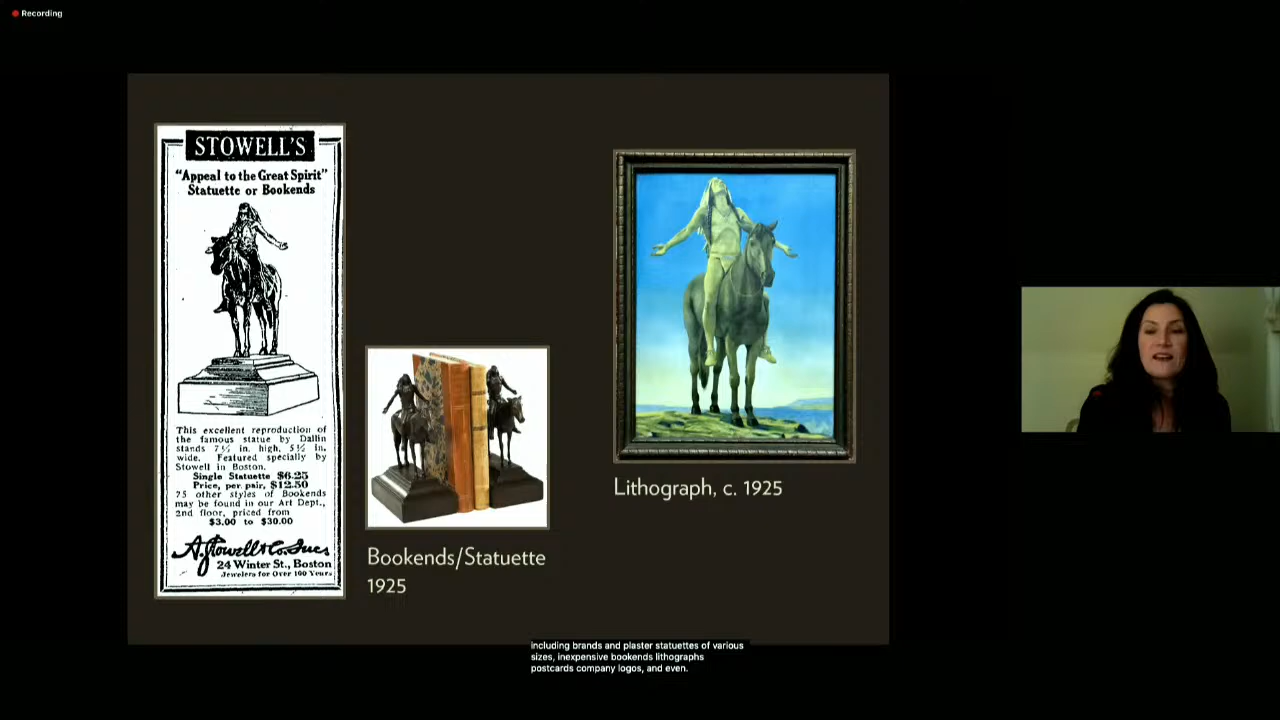 Recording
STOWELL'S
"Appeal to the Great Spirit"
Statuette or Bookends
This excellent reproduction of
the famous statue by Dallin
stands 7½ in. high, 5½ in.
wide. Featured specially by
Stowell in Boston.
Single Statuette $6.25
Price, per pair, $12.50
75 other styles of Bookends
may be found in our Art Dept.,
2nd floor, priced from
$3.00 to $30.00
A. Stowell & Co. Incs
24 Winter St., Boston
Jewelers for Over 100 Years
Bookends/Statuette
1925
Lithograph, c. 1925
including brands and plaster statuettes of various
sizes, inexpensive bookends lithographs
postcards company logos, and even.